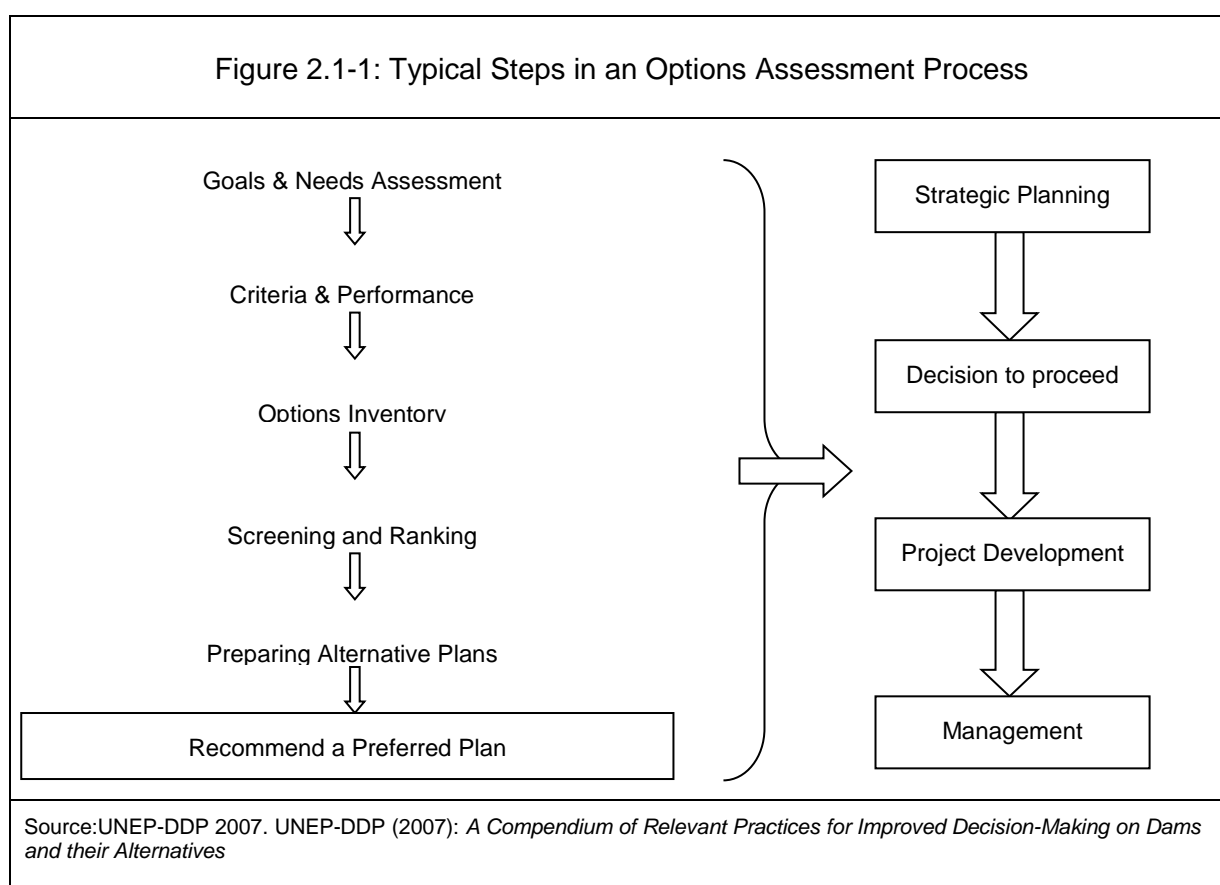 Figure 2.1-1: Typical Steps in an Options Assessment Process
Goals & Needs Assessment
Criteria & Performance
Options Inventory
Screening and Ranking
Preparing Alternative Plans
Recommend a Preferred Plan
Strategic Planning
Decision to proceed
Project Development
Management
Source:UNEP-DDP 2007. UNEP-DDP (2007): A Compendium of Relevant Practices for Improved Decision-Making on Dams
and their Alternatives